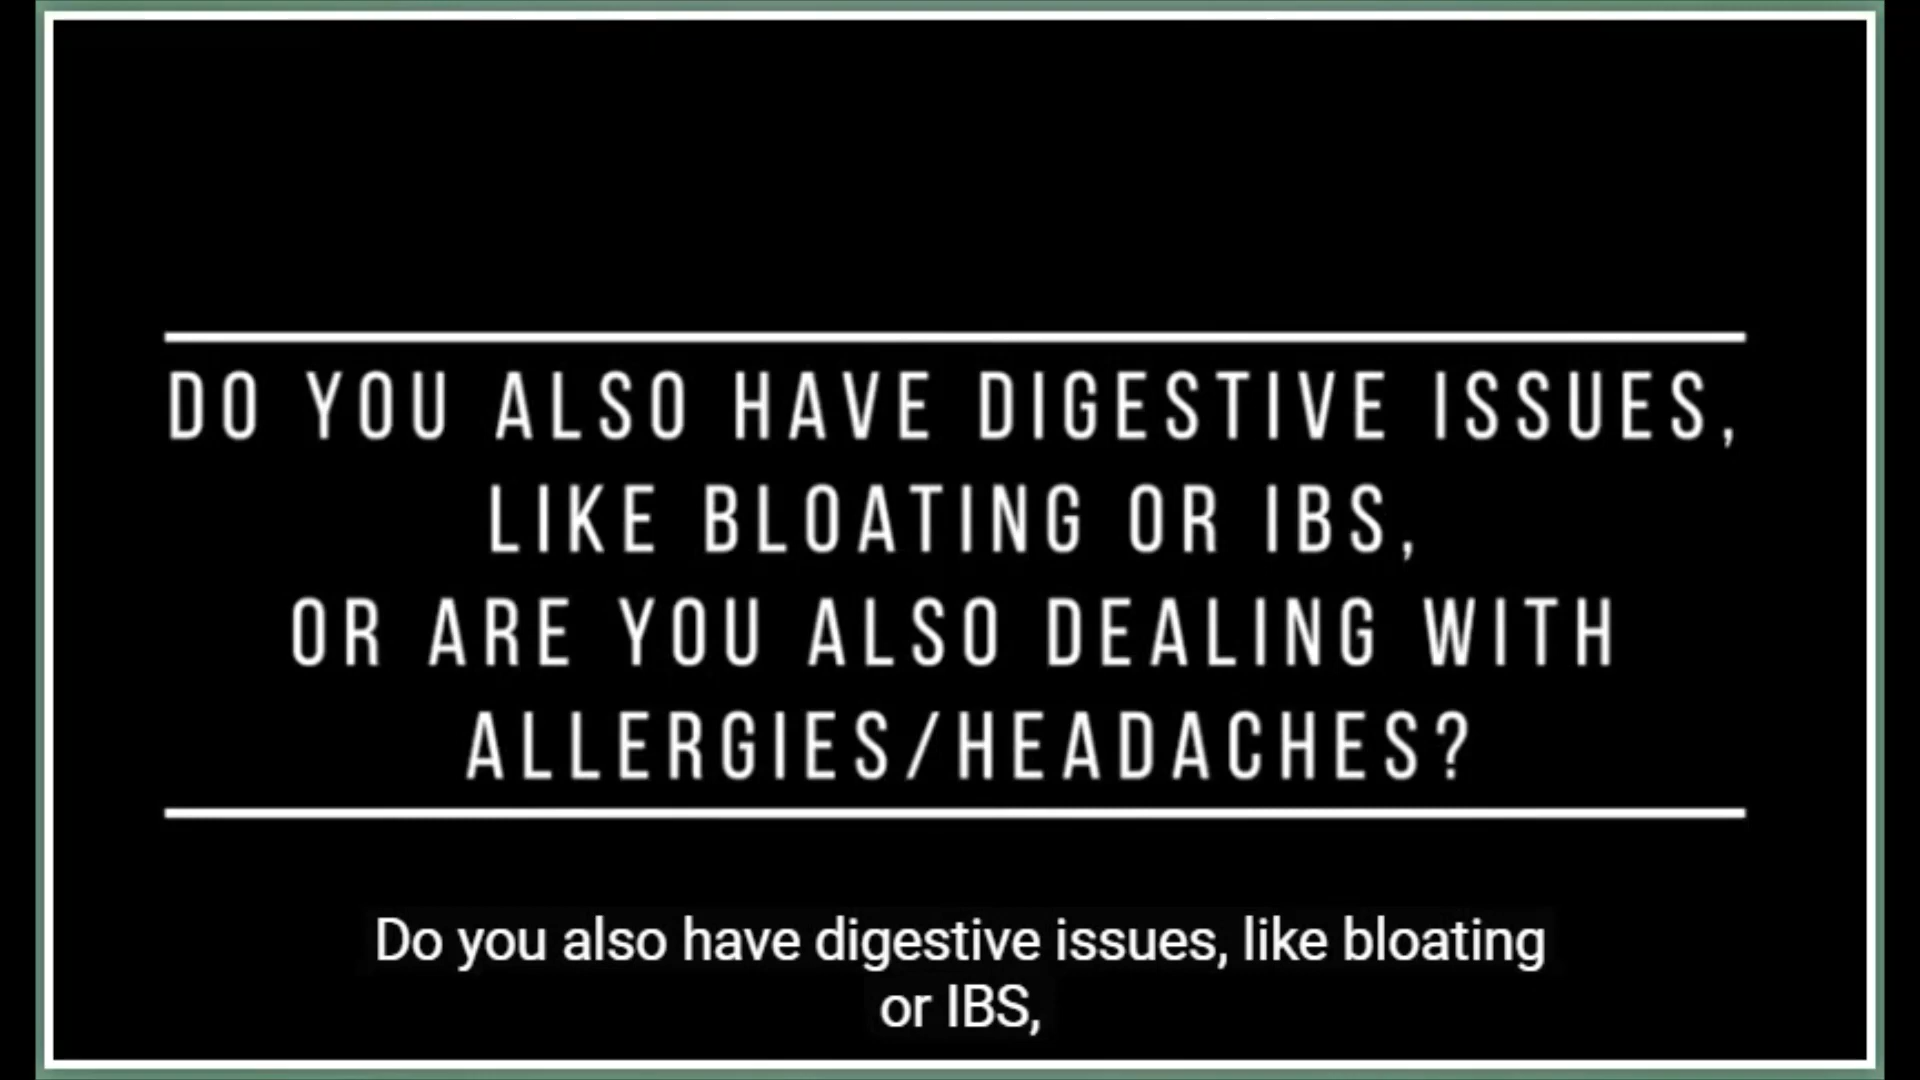 DO YOU ALSO HAVE DIGESTIVE ISSUES,
LIKE BLOATING OR IBS,
OR ARE YOU ALSO DEALING WITH
ALLERGIES/HEADACHES?
Do you also have digestive issues, like bloating
or IBS,